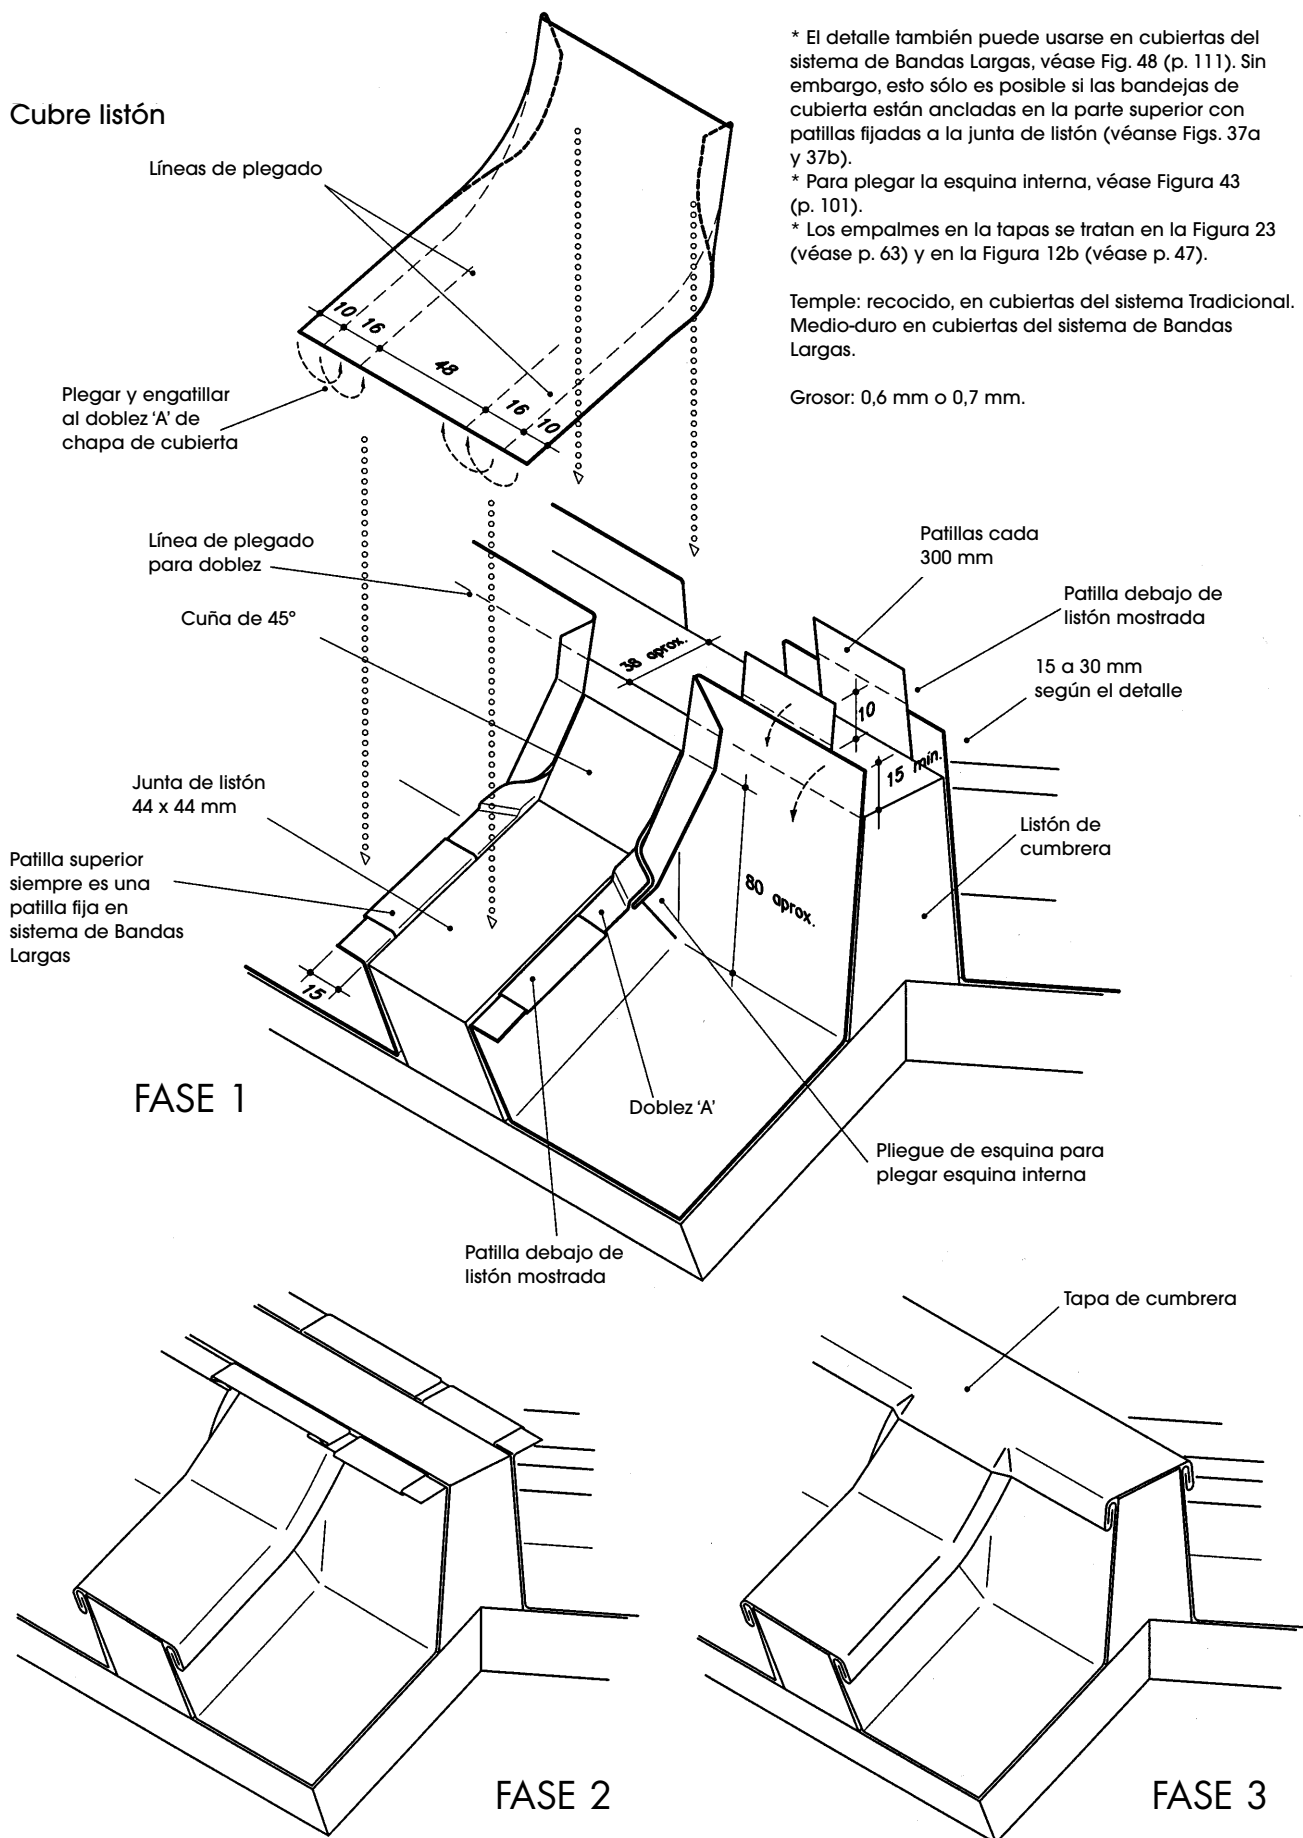 * El detalle también puede usarse en cubiertas del
sistema de Bandas Largas, véase Fig. 48 (p. 111). Sin
embargo, esto sólo es posible si las bandejas de
cubierta están ancladas en la parte superior con
patillas fijadas a la junta de listón (véanse Figs. 37a
y 37b).
* Para plegar la esquina interna, véase Figura 43
(p. 101).
* Los empalmes en la tapas se tratan en la Figura 23
(véase p. 63) y en la Figura 12b (véase p. 47).
Temple: recocido, en cubiertas del sistema Tradicional.
Medio-duro en cubiertas del sistema de Bandas
Largas.
Grosor: 0,6 mm o 0,7 mm.
Cubre listón
Líneas de plegado
10
16
48
16
10
Plegar y engatillar
al doblez ‘A’ de
chapa de cubierta
Línea de plegado
para doblez
Cuña de 45º
Junta de listón
44 x 44 mm
Patilla superior
siempre es una
patilla fija en
sistema de Bandas
Largas
15
38 aprox.
Patillas cada
300 mm
Patilla debajo de
listón mostrada
15 a 30 mm
según el detalle
10
15 mín.
Listón de
cumbrera
80 aprox.
FASE 1
Doblez ‘A’
Pliegue de esquina para
plegar esquina interna
Patilla debajo de
listón mostrada
Tapa de cumbrera
FASE 2
FASE 3